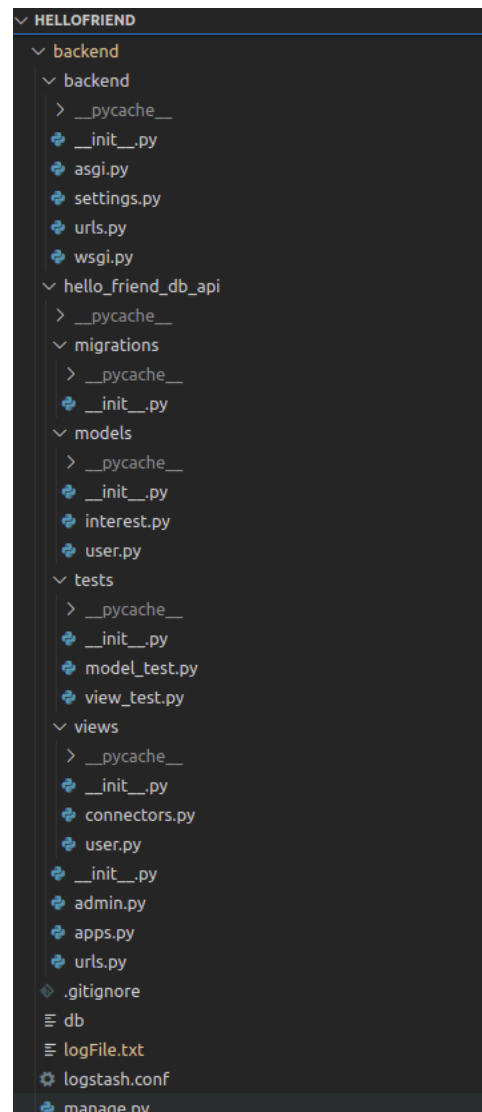 HELLOFRIEND
backend
backend
__pycache__
__init__.py
asgi.py
settings.py
urls.py
wsgi.py
hello_friend_db_api
__pycache__
migrations
__pycache__
__init__.py
models
__pycache__
__init__.py
interest.py
user.py
tests
__pycache__
__init__.py
model_test.py
view_test.py
views
__pycache__
__init__.py
connectors.py
user.py
__init__.py
admin.py
apps.py
urls.py
.gitignore
db
logFile.txt
logstash.conf
manage.py